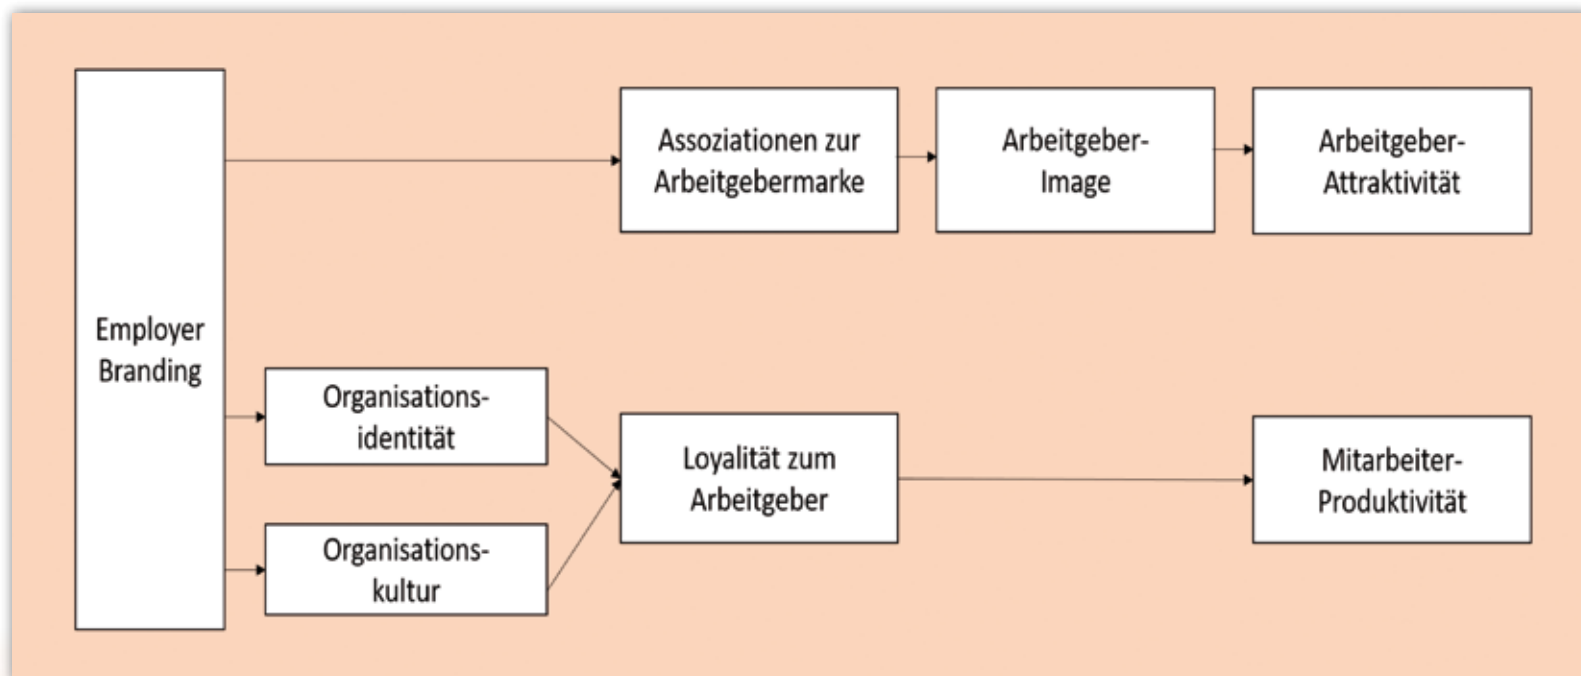 Employer
Branding
Assoziationen zur
Arbeitgebermarke
Arbeitgeber-
Image
Arbeitgeber-
Attraktivität
Organisations-
identität
Organisations-
kultur
Loyalität zum
Arbeitgeber
Mitarbeiter-
Produktivität